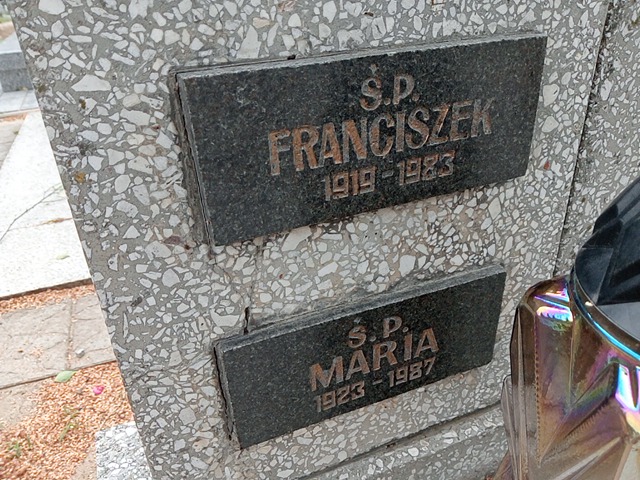 Ś.P.
FRANCISZEK
1919-1983
Ś.P.
MARIA
1923-1987